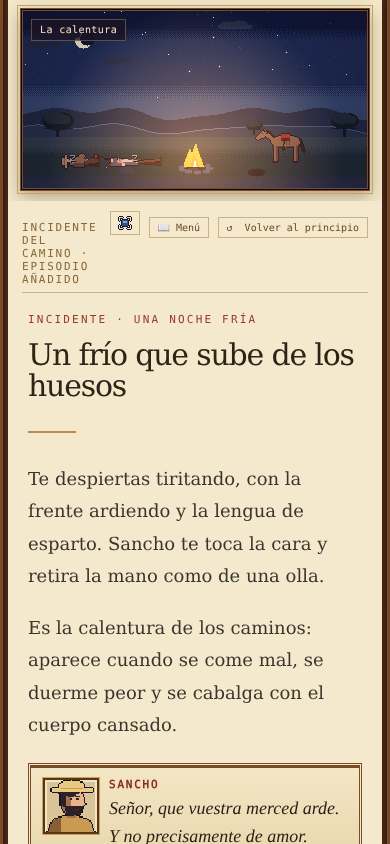 La calentura
INCIDENTE
DEL
CAMINO ·
EPISODIO
AÑADIDO
📖 Menú
↺ Volver al principio
INCIDENTE · UNA NOCHE FRÍA
Un frío que sube de los
huesos
Te despiertas tiritando, con la
frente ardiendo y la lengua de
esparto. Sancho te toca la cara y
retira la mano como de una olla.
Es la calentura de los caminos:
aparece cuando se come mal, se
duerme peor y se cabalga con el
cuerpo cansado.
SANCHO
Señor, que vuestra merced arde.
Y no precisamente de amor.